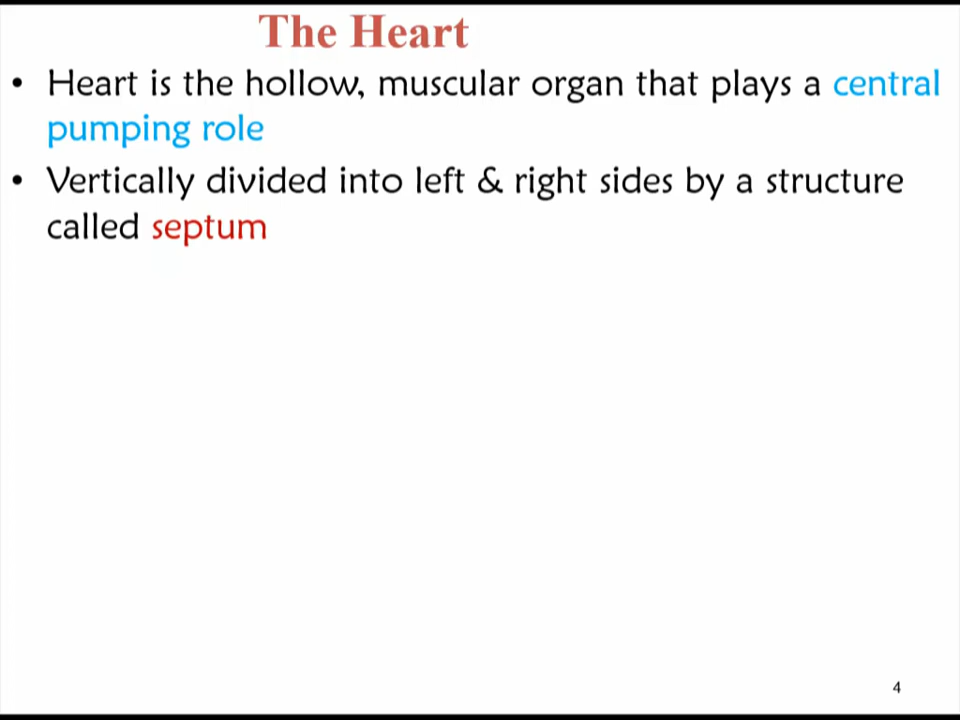 The Heart
• Heart is the hollow, muscular organ that plays a central
pumping role
• Vertically divided into left & right sides by a structure
called septum
4